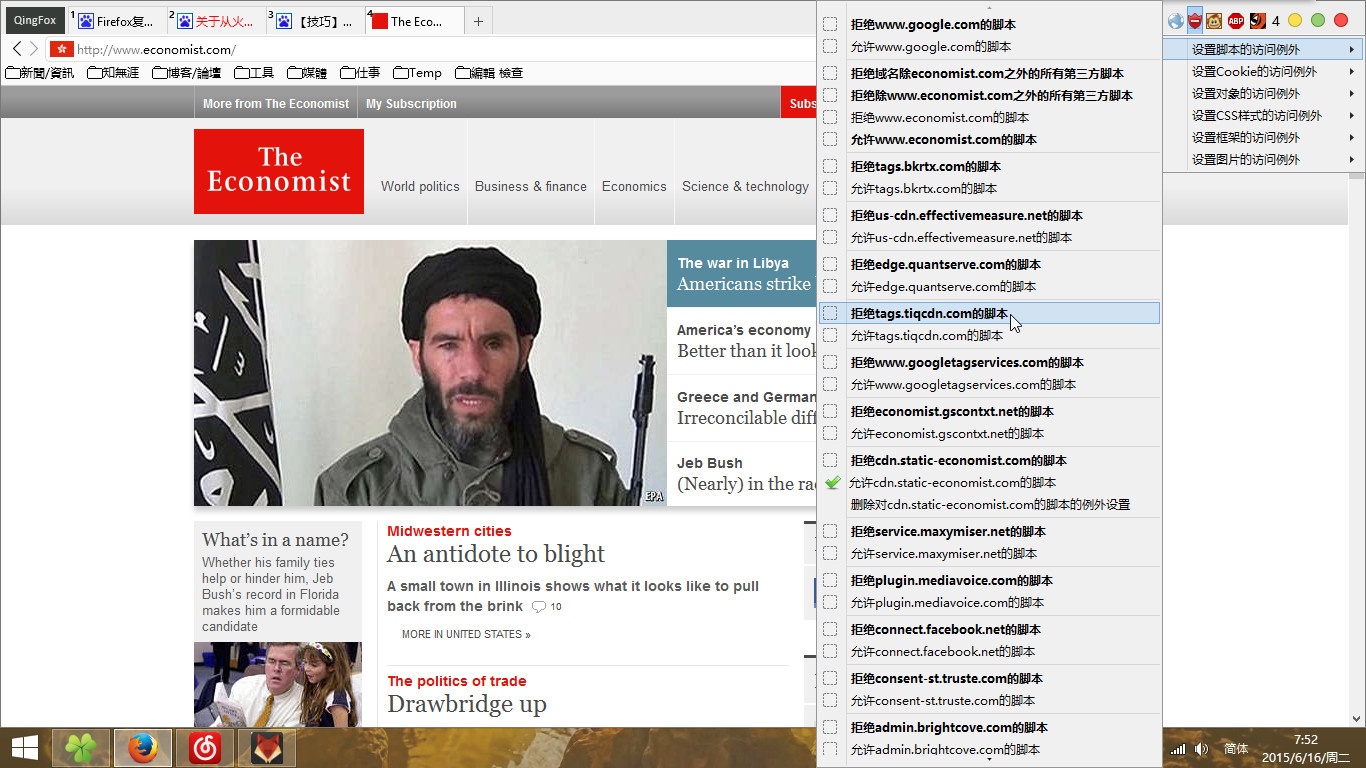 QingFox
1 Firefox复...
2 关于从火...
3 【技巧】...
4 The Eco...
http://www.economist.com/
新聞/資訊 知無涯 博客/論壇 工具 媒體 仕事 Temp 編輯 檢查
More from The Economist My Subscription Subs
The
Economist
World politics Business & finance Economics Science & technology
The war in Libya
Americans strike
America's economy
Better than it look
Greece and German
Irreconcilable diff
Jeb Bush
(Nearly) in the rac
EPA
What's in a name?
Whether his family ties
help or hinder him, Jeb
Bush's record in Florida
makes him a formidable
candidate
Midwestern cities
An antidote to blight
A small town in Illinois shows what it looks like to pull
back from the brink 10
MORE IN UNITED STATES »
The politics of trade
Drawbridge up
拒绝www.google.com的脚本
允许www.google.com的脚本
拒绝域名除economist.com之外的所有第三方脚本
拒绝除www.economist.com之外的所有第三方脚本
拒绝www.economist.com的脚本
允许www.economist.com的脚本
拒绝tags.bkrtx.com的脚本
允许tags.bkrtx.com的脚本
拒绝us-cdn.effectivemeasure.net的脚本
允许us-cdn.effectivemeasure.net的脚本
拒绝edge.quantserve.com的脚本
允许edge.quantserve.com的脚本
拒绝tags.tiqcdn.com的脚本
允许tags.tiqcdn.com的脚本
拒绝www.googletagservices.com的脚本
允许www.googletagservices.com的脚本
拒绝economist.gscontxt.net的脚本
允许economist.gscontxt.net的脚本
拒绝cdn.static-economist.com的脚本
允许cdn.static-economist.com的脚本
删除对cdn.static-economist.com的脚本的例外设置
拒绝service.maxymiser.net的脚本
允许service.maxymiser.net的脚本
拒绝plugin.mediavoice.com的脚本
允许plugin.mediavoice.com的脚本
拒绝connect.facebook.net的脚本
允许connect.facebook.net的脚本
拒绝consent-st.truste.com的脚本
允许consent-st.truste.com的脚本
拒绝admin.brightcove.com的脚本
允许admin.brightcove.com的脚本
ABP 4
设置脚本的访问例外
设置Cookie的访问例外
设置对象的访问例外
设置CSS样式的访问例外
设置框架的访问例外
设置图片的访问例外
简体
7:52
2015/6/16/周二